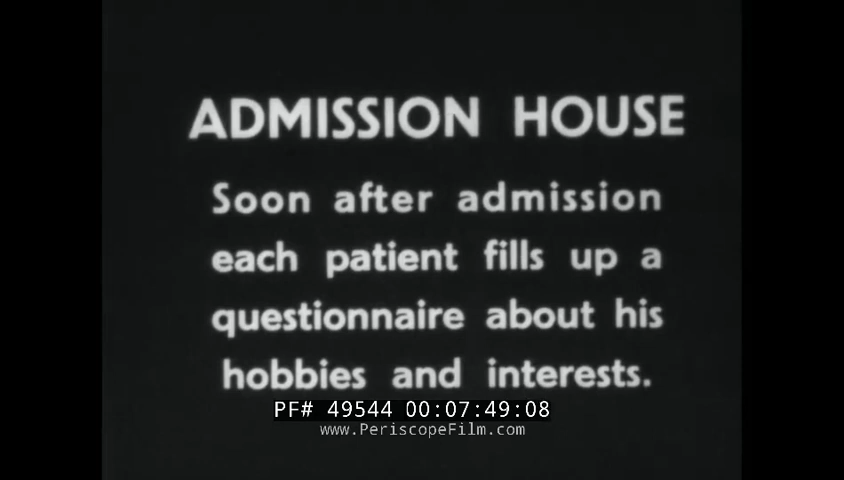 ADMISSION HOUSE
Soon after admission
each patient fills up a
questionnaire about his
hobbies and interests.
PF# 49544 00:07:49:08
www.PeriscopeFilm.com